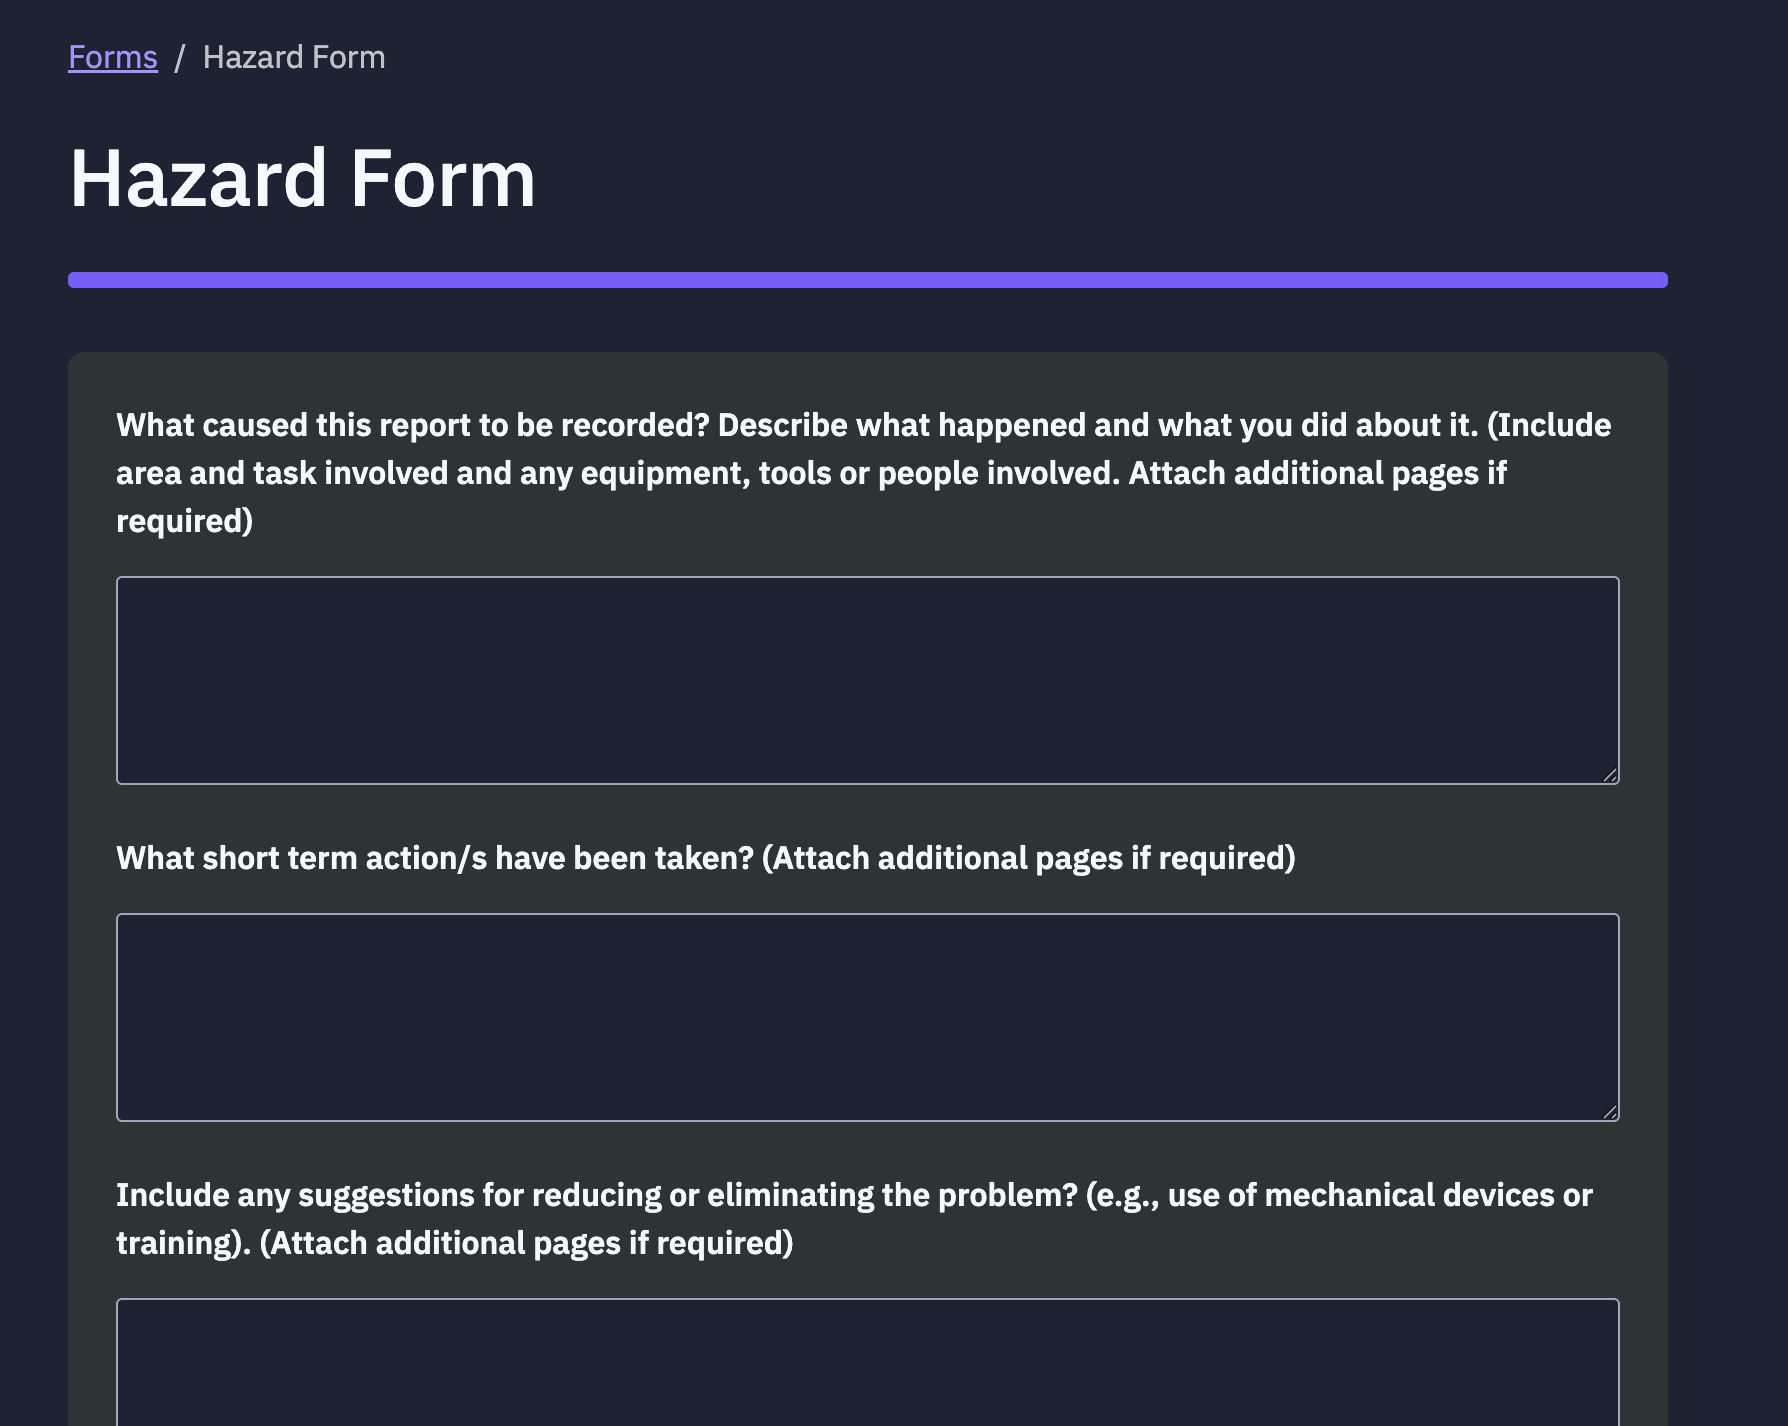 Forms / Hazard Form
Hazard Form
What caused this report to be recorded? Describe what happened and what you did about it. (Include
area and task involved and any equipment, tools or people involved. Attach additional pages if
required)
What short term action/s have been taken? (Attach additional pages if required)
Include any suggestions for reducing or eliminating the problem? (e.g., use of mechanical devices or
training). (Attach additional pages if required)